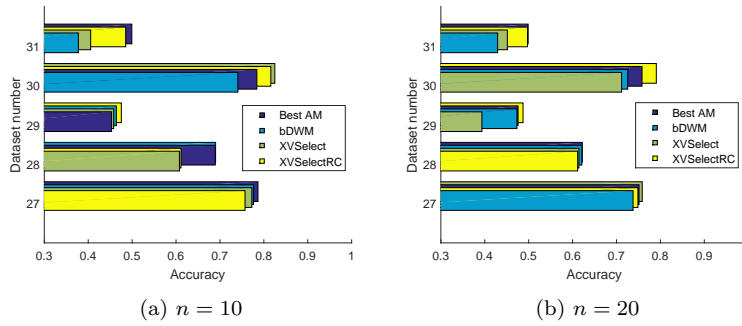 31
30
29
28
27
Dataset number
0.3 0.4 0.5 0.6 0.7 0.8 0.9 1
Accuracy
Best AM
bDWM
XVSelect
XVSelectRC
(a) n = 10
31
30
29
28
27
Dataset number
0.3 0.4 0.5 0.6 0.7 0.8 0.9
Accuracy
Best AM
bDWM
XVSelect
XVSelectRC
(b) n = 20